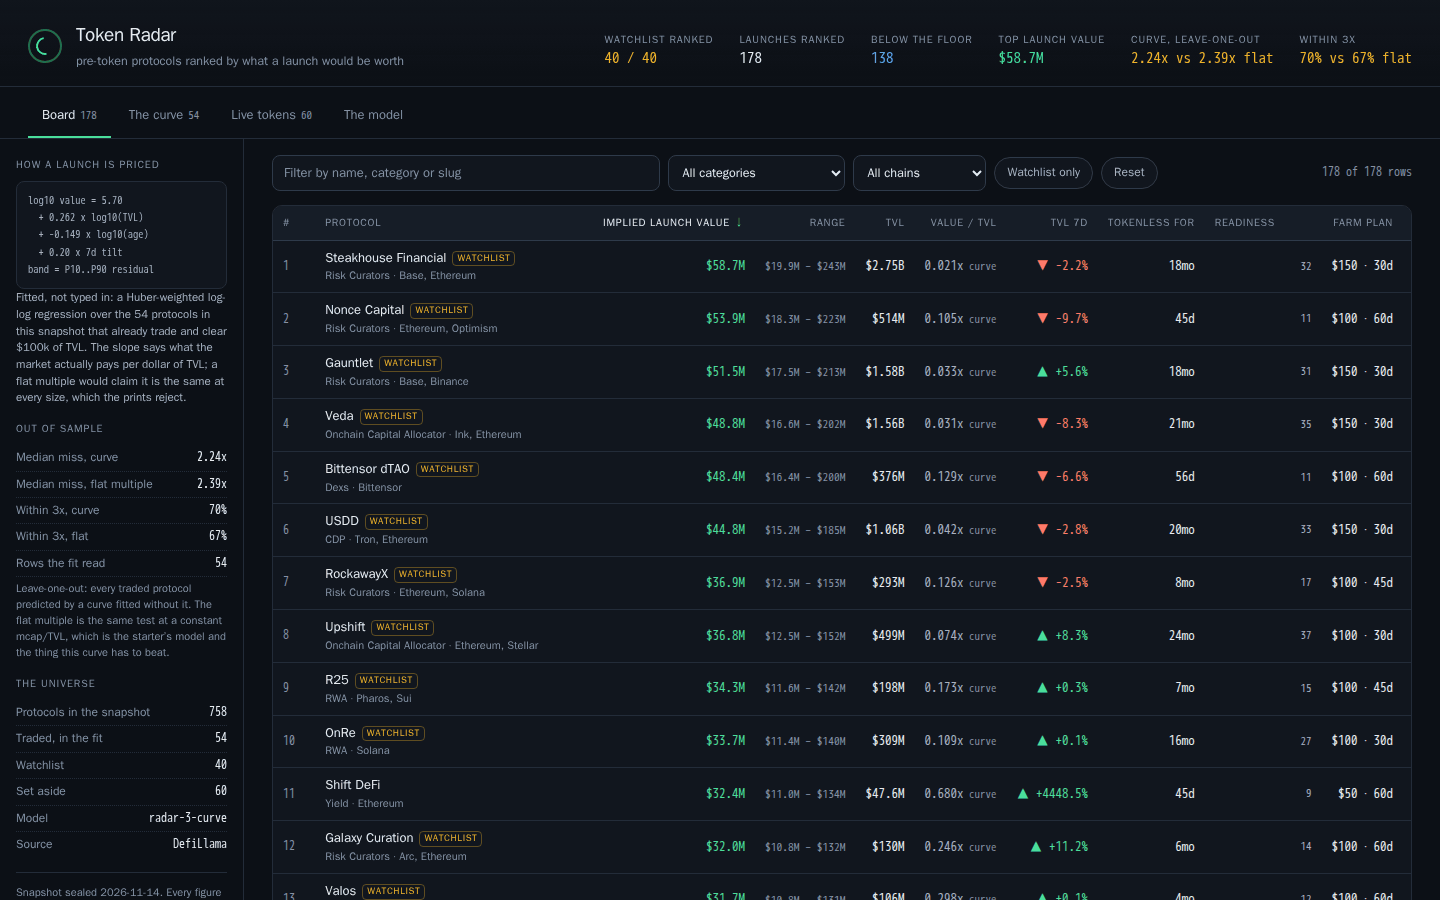 Token Radar
pre-token protocols ranked by what a launch would be worth
WATCHLIST RANKED
40 / 40
LAUNCHES RANKED
178
BELOW THE FLOOR
138
TOP LAUNCH VALUE
$58.7M
CURVE, LEAVE-ONE-OUT
2.24x vs 2.39x flat
WITHIN 3X
70% vs 67% flat
Board 178
The curve 54
Live tokens 60
The model
HOW A LAUNCH IS PRICED
log10 value = 5.70
+ 0.262 x log10(TVL)
+ -0.149 x log10(age)
+ 0.20 x 7d tilt
band = P10..P90 residual
Fitted, not typed in: a Huber-weighted log-
log regression over the 54 protocols in
this snapshot that already trade and clear
$100k of TVL. The slope says what the
market actually pays per dollar of TVL; a
flat multiple would claim it is the same at
every size, which the prints reject.
OUT OF SAMPLE
Median miss, curve 2.24x
Median miss, flat multiple 2.39x
Within 3x, curve 70%
Within 3x, flat 67%
Rows the fit read 54
Leave-one-out: every traded protocol
predicted by a curve fitted without it. The
flat multiple is the same test at a constant
mcap/TVL, which is the starter's model and
the thing this curve has to beat.
THE UNIVERSE
Protocols in the snapshot 758
Traded, in the fit 54
Watchlist 40
Set aside 60
Model radar-3-curve
Source DefiLlama
Snapshot sealed 2026-11-14. Every figure
Filter by name, category or slug
All categories
All chains
Watchlist only
Reset
178 of 178 rows
# PROTOCOL IMPLIED LAUNCH VALUE ↓ RANGE TVL VALUE / TVL TVL 7D TOKENLESS FOR READINESS FARM PLAN
1 Steakhouse Financial WATCHLIST $58.7M $19.9M – $243M $2.75B 0.021x curve ▼ -2.2% 18mo 32 $150 · 30d
Risk Curators · Base, Ethereum
2 Nonce Capital WATCHLIST $53.9M $18.3M – $223M $514M 0.105x curve ▼ -9.7% 45d 11 $100 · 60d
Risk Curators · Ethereum, Optimism
3 Gauntlet WATCHLIST $51.5M $17.5M – $213M $1.58B 0.033x curve ▲ +5.6% 18mo 31 $150 · 30d
Risk Curators · Base, Binance
4 Veda WATCHLIST $48.8M $16.6M – $202M $1.56B 0.031x curve ▼ -8.3% 21mo 35 $150 · 30d
Onchain Capital Allocator · Ink, Ethereum
5 Bittensor dTAO WATCHLIST $48.4M $16.4M – $200M $376M 0.129x curve ▼ -6.6% 56d 11 $100 · 60d
Dexs · Bittensor
6 USDD WATCHLIST $44.8M $15.2M – $185M $1.06B 0.042x curve ▼ -2.8% 20mo 33 $150 · 30d
CDP · Tron, Ethereum
7 RockawayX WATCHLIST $36.9M $12.5M – $153M $293M 0.126x curve ▼ -2.5% 8mo 17 $100 · 45d
Risk Curators · Ethereum, Solana
8 Upshift WATCHLIST $36.8M $12.5M – $152M $499M 0.074x curve ▲ +8.3% 24mo 37 $100 · 30d
Onchain Capital Allocator · Ethereum, Stellar
9 R25 WATCHLIST $34.3M $11.6M – $142M $198M 0.173x curve ▲ +0.3% 7mo 15 $100 · 45d
RWA · Pharos, Sui
10 OnRe WATCHLIST $33.7M $11.4M – $140M $309M 0.109x curve ▲ +0.1% 16mo 27 $100 · 30d
RWA · Solana
11 Shift DeFi $32.4M $11.0M – $134M $47.6M 0.680x curve ▲ +4448.5% 45d 9 $50 · 60d
Yield · Ethereum
12 Galaxy Curation WATCHLIST $32.0M $10.8M – $132M $130M 0.246x curve ▲ +11.2% 6mo 14 $100 · 60d
Risk Curators · Arc, Ethereum
13 Valos WATCHLIST $31.7M $10.8M – $131M $106M 0.298x curve ▲ +0.1% 4mo 12 $100 · 60d